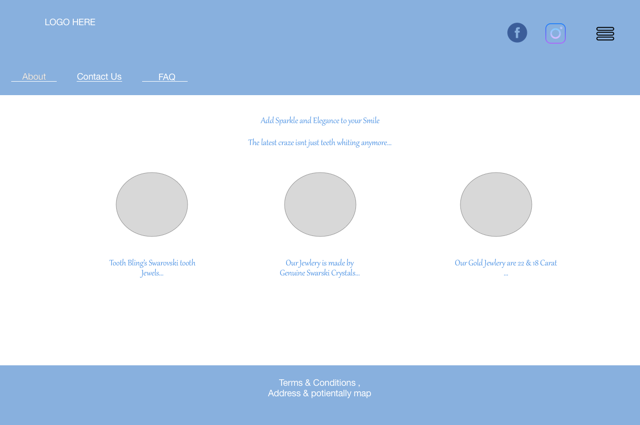 LOGO HERE
About
Contact Us
FAQ
Add Sparkle and Elegance to your Smile
The latest craze isnt just teeth whiting anymore...
Tooth Bling's Swarovski tooth
Jewels...
Our Jewlery is made by
Genuine Swarski Crystals...
Our Gold Jewlery are 22 & 18 Carat
...
Terms & Conditions ,
Address & potientally map